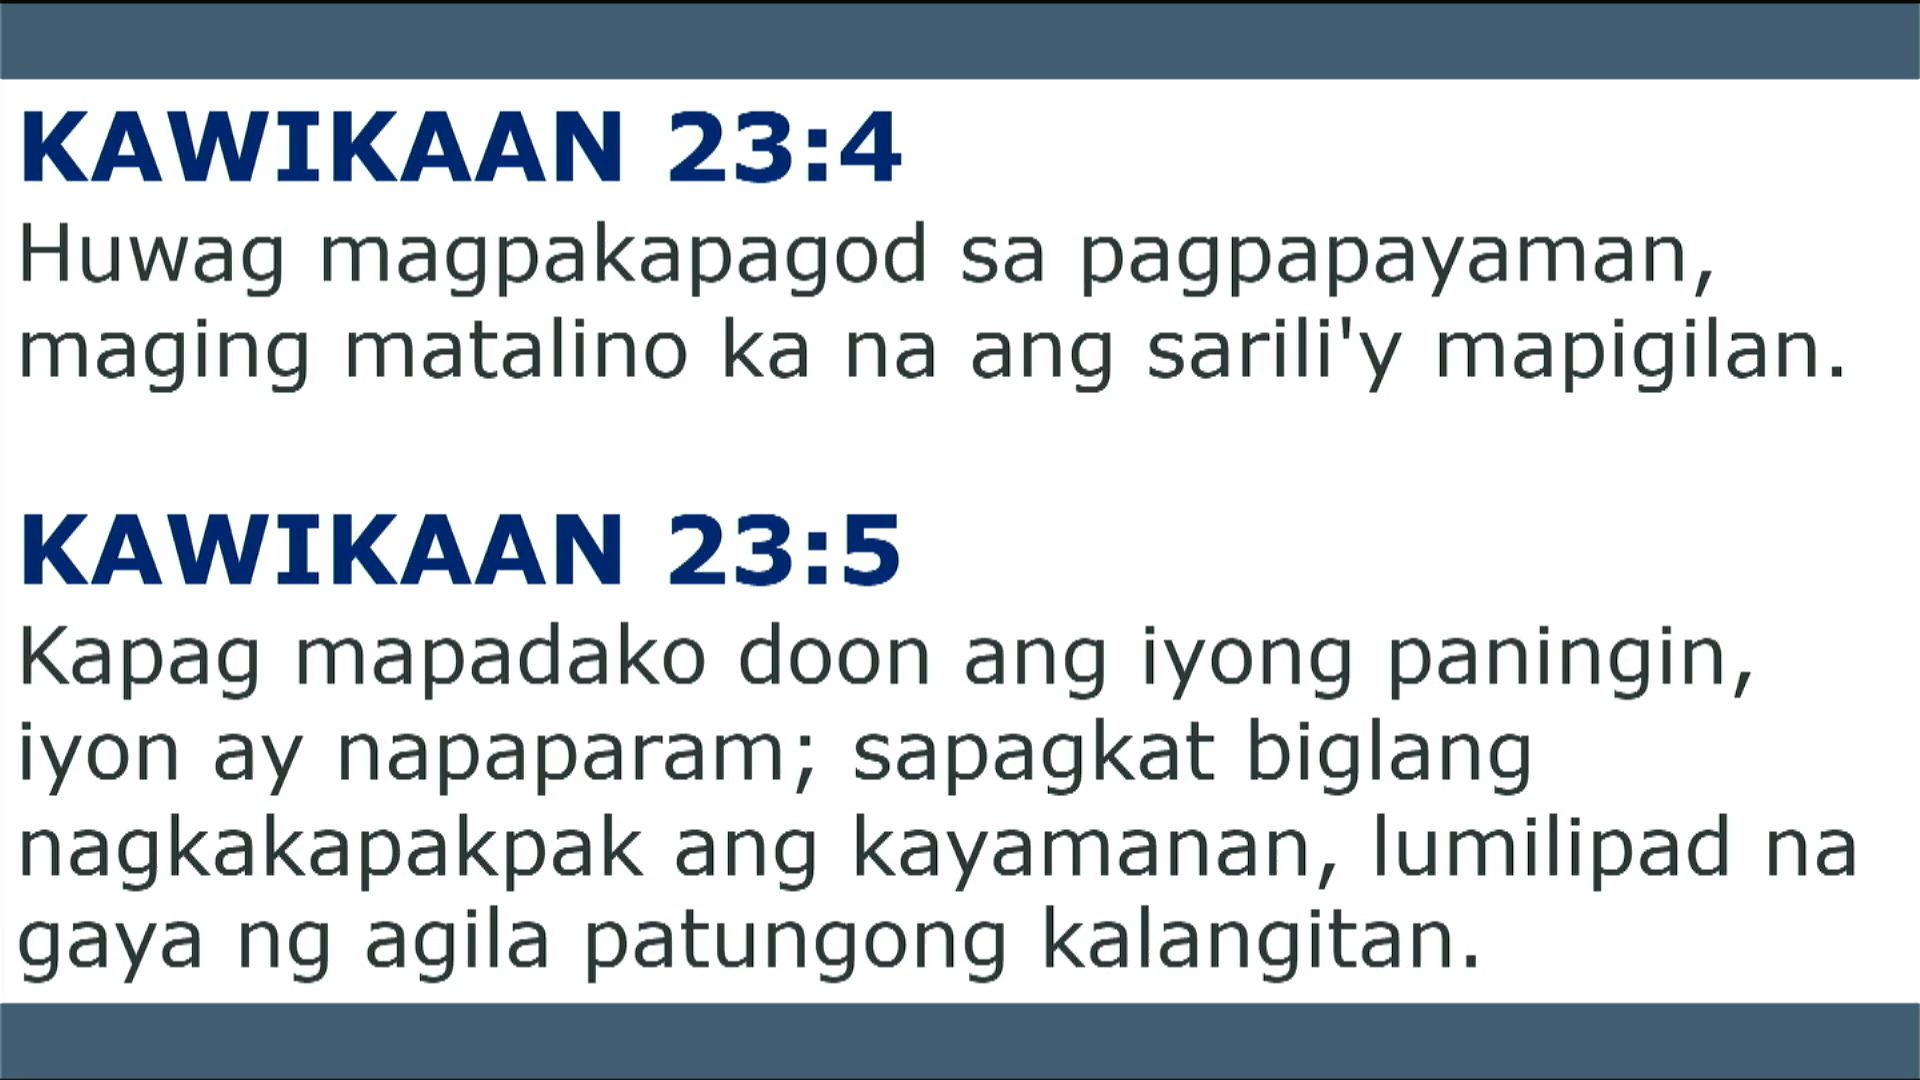 KAWIKAAN 23:4
Huwag magpakapagod sa pagpapayaman,
maging matalino ka na ang sarili'y mapigilan.
KAWIKAAN 23:5
Kapag mapadako doon ang iyong paningin,
iyon ay napaparam; sapagkat biglang
nagkakapakpak ang kayamanan, lumilipad na
gaya ng agila patungong kalangitan.